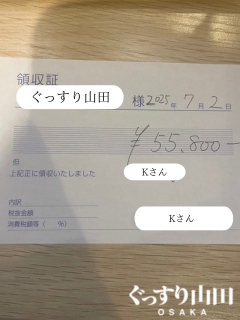 領収証
ぐっすり山田 様 2025年 7月 2日
¥55,800-
但
上記正に領収いたしました
Kさん
内訳
税抜金額
消費税額等( %)
Kさん
ぐっすり山田
OSAKA